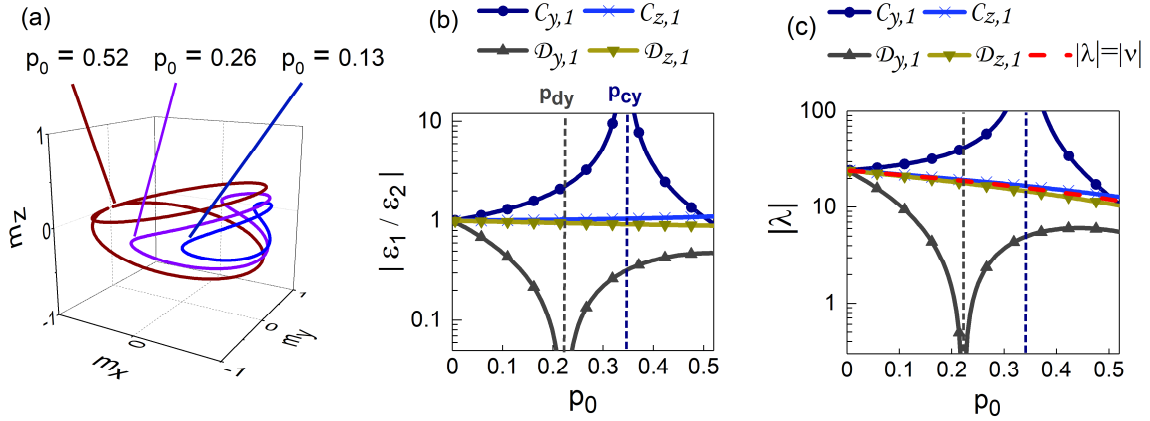 (a)
p0 = 0.52 p0 = 0.26 p0 = 0.13
1
0
-1
mz
-1
0
mx
1
0
-1
my
(b)
Cy,1 Cz,1
Dy,1 Dz,1
pdy pcy
10
1
0.1
|ε1 / ε2|
0 0.1 0.2 0.3 0.4 0.5
p0
(c)
Cy,1 Cz,1
Dy,1 Dz,1 |λ|=|ν|
100
10
1
|λ|
0 0.1 0.2 0.3 0.4 0.5
p0